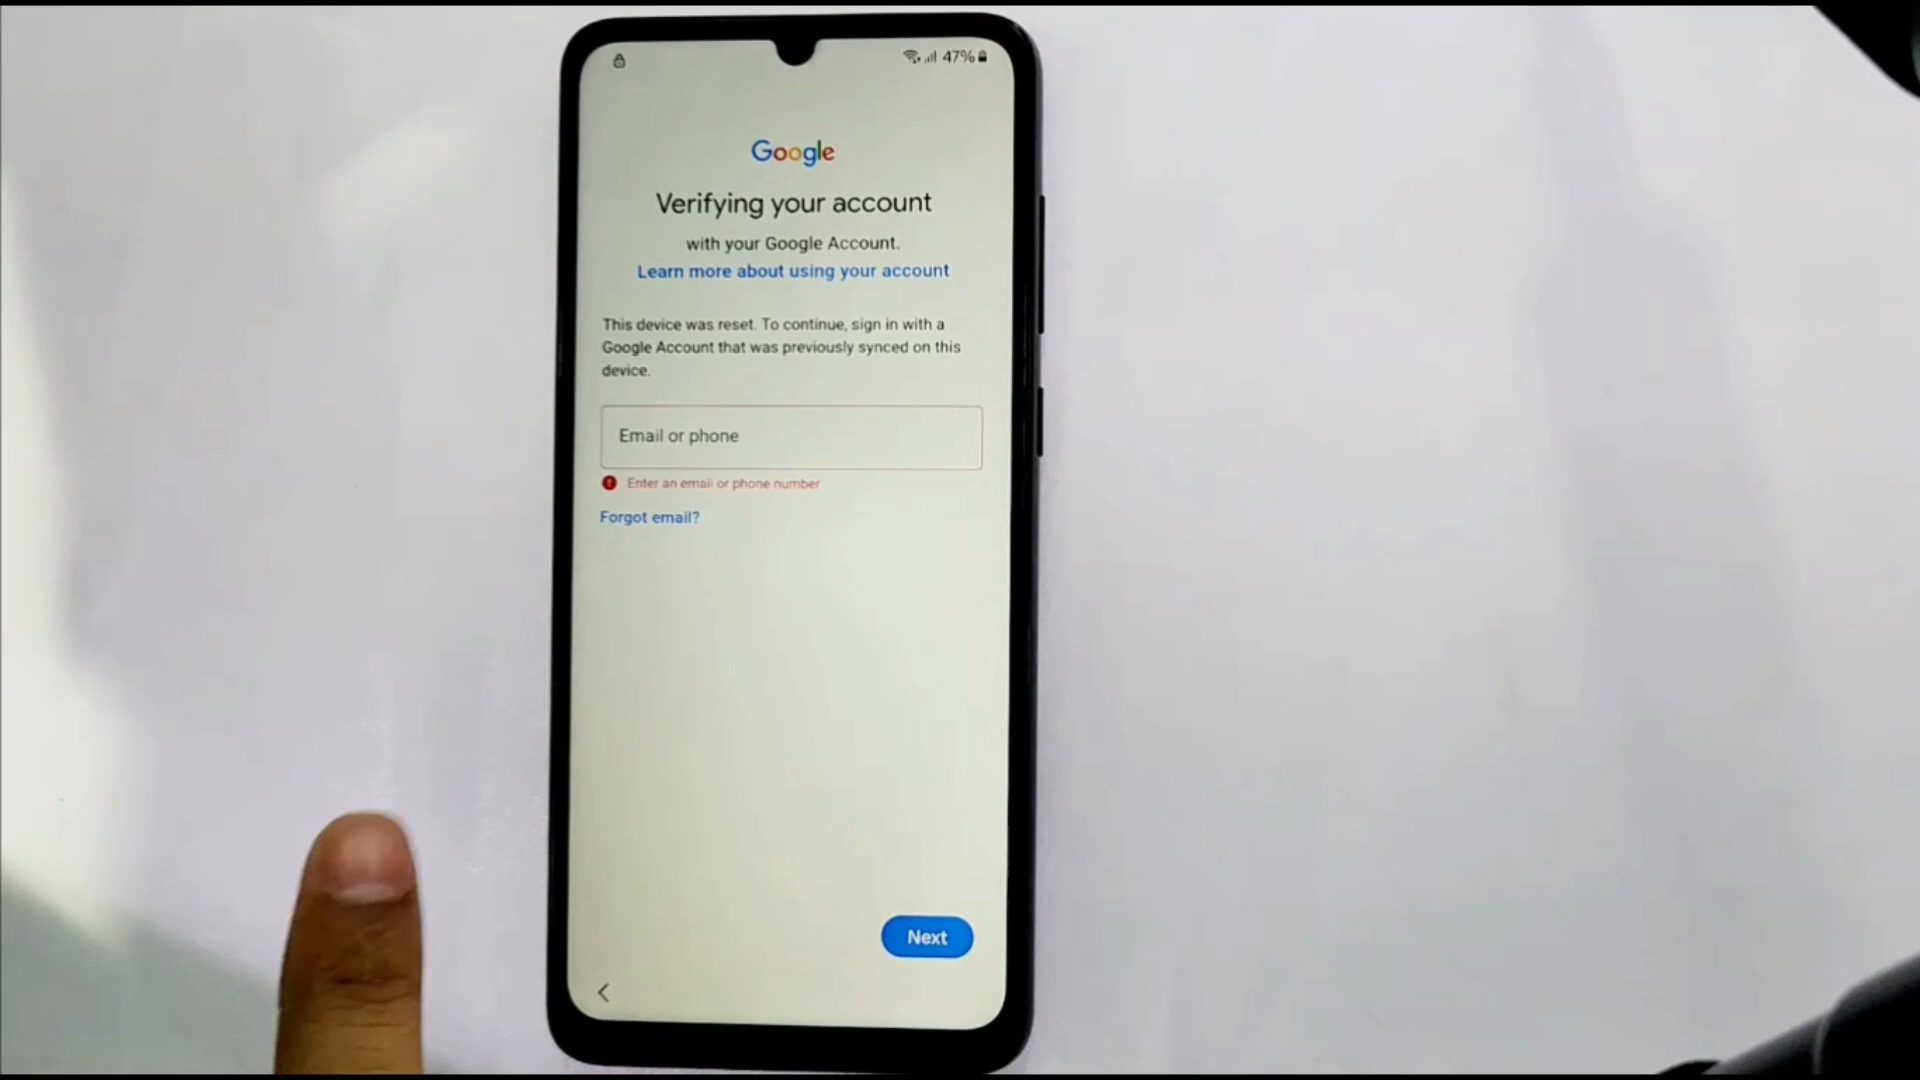 47%
Google
Verifying your account
with your Google Account.
Learn more about using your account
This device was reset. To continue, sign in with a
Google Account that was previously synced on this
device.
Email or phone
Enter an email or phone number
Forgot email?
Next